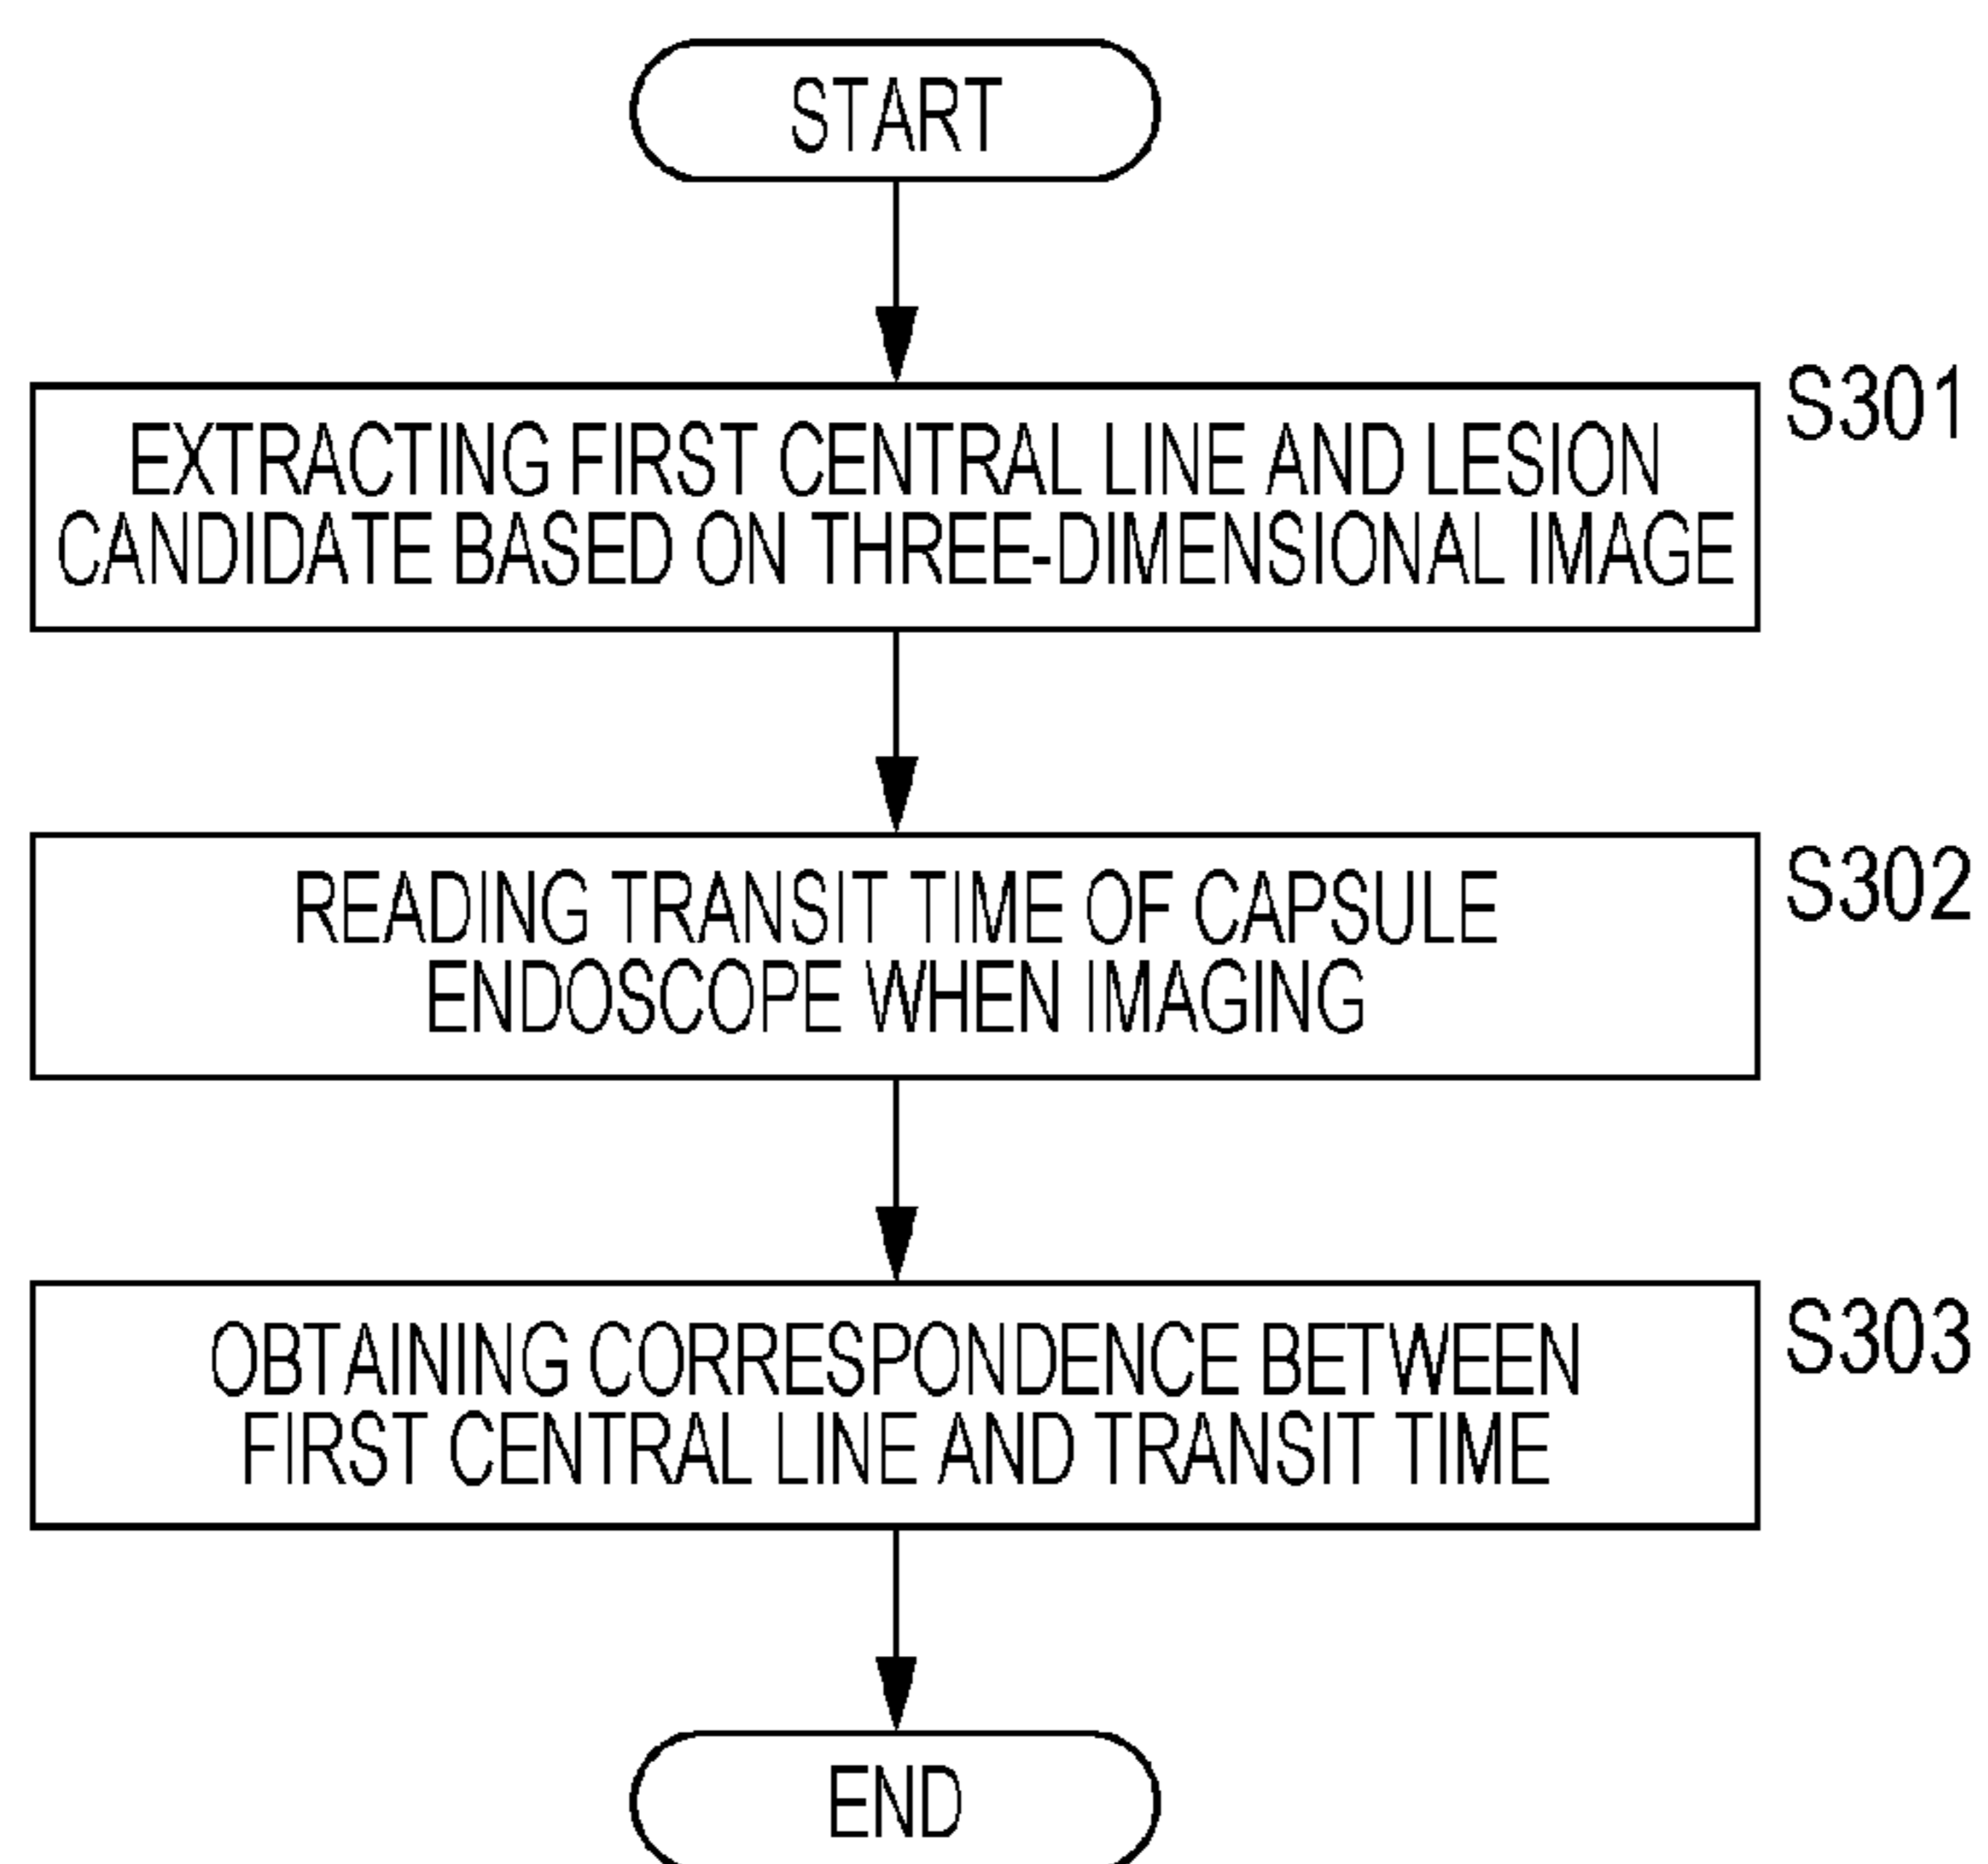 START
S301
EXTRACTING FIRST CENTRAL LINE AND LESION
CANDIDATE BASED ON THREE-DIMENSIONAL IMAGE
S302
READING TRANSIT TIME OF CAPSULE
ENDOSCOPE WHEN IMAGING
S303
OBTAINING CORRESPONDENCE BETWEEN
FIRST CENTRAL LINE AND TRANSIT TIME
END